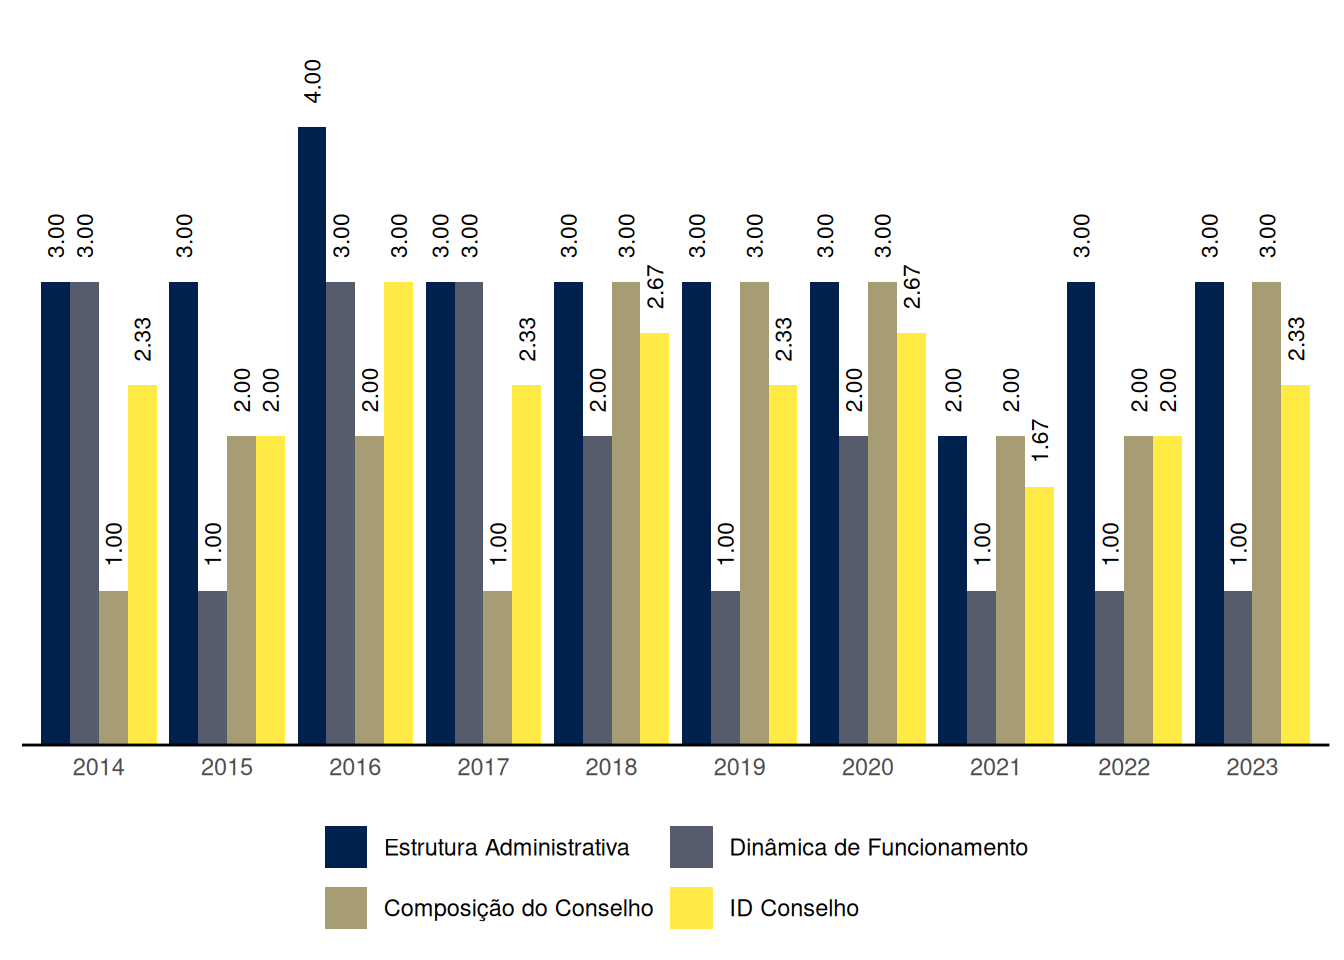 3.00 3.00 1.00 2.33 3.00 1.00 2.00 2.00 4.00 3.00 2.00 3.00 3.00 3.00 1.00 2.33 3.00 2.00 3.00 2.67 3.00 1.00 3.00 2.33 3.00 2.00 3.00 2.67 2.00 1.00 2.00 1.67 3.00 1.00 2.00 2.00 3.00 1.00 3.00 2.33
2014 2015 2016 2017 2018 2019 2020 2021 2022 2023
Estrutura Administrativa Dinâmica de Funcionamento
Composição do Conselho ID Conselho